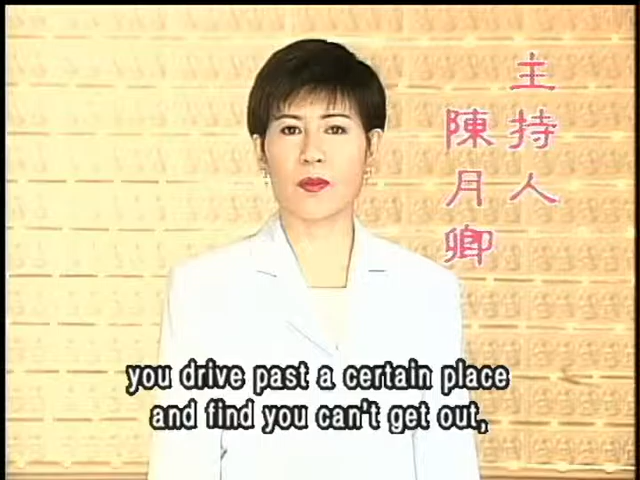 主持人
陳月卿
you drive past a certain place
and find you can't get out,